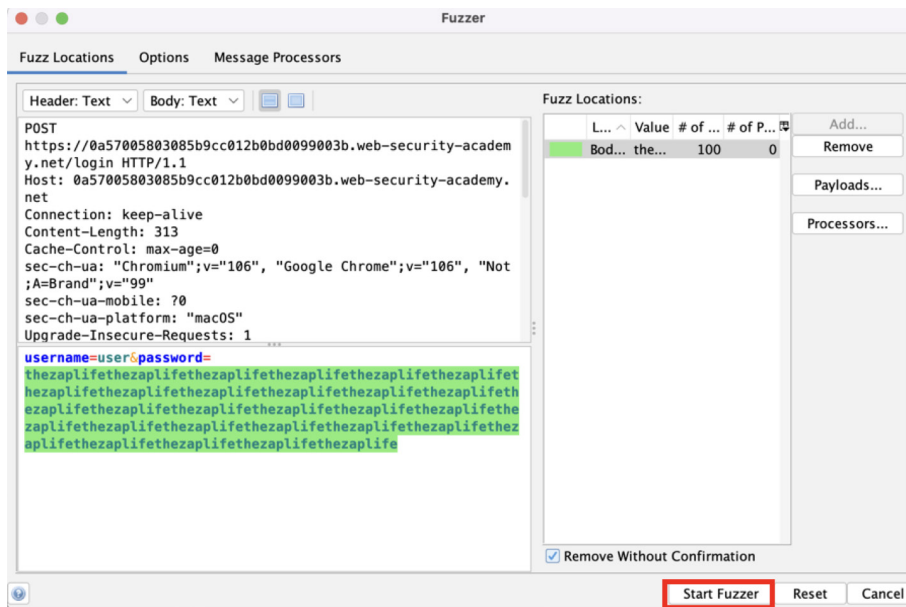 Fuzzer
Fuzz Locations Options Message Processors
Header: Text Body: Text
Fuzz Locations:
POST
https://0a57005803085b9cc012b0bd0099003b.web-security-academ
y.net/login HTTP/1.1
Host: 0a57005803085b9cc012b0bd0099003b.web-security-academy.
net
Connection: keep-alive
Content-Length: 313
Cache-Control: max-age=0
sec-ch-ua: "Chromium";v="106", "Google Chrome";v="106", "Not
;A=Brand";v="99"
sec-ch-ua-mobile: ?0
sec-ch-ua-platform: "macOS"
Upgrade-Insecure-Requests: 1
username=user&password=
thezaplifethezaplifethezaplifethezaplifethezaplifethezaplifet
hezaplifethezaplifethezaplifethezaplifethezaplifethezaplifeth
ezaplifethezaplifethezaplifethezaplifethezaplifethezaplifethe
zaplifethezaplifethezaplifethezaplifethezaplifethezaplifethez
aplifethezaplifethezaplifethezaplifethezaplife
L... Value # of ... # of P...
Bod... the... 100 0
Add...
Remove
Payloads...
Processors...
Remove Without Confirmation
Start Fuzzer Reset Cancel